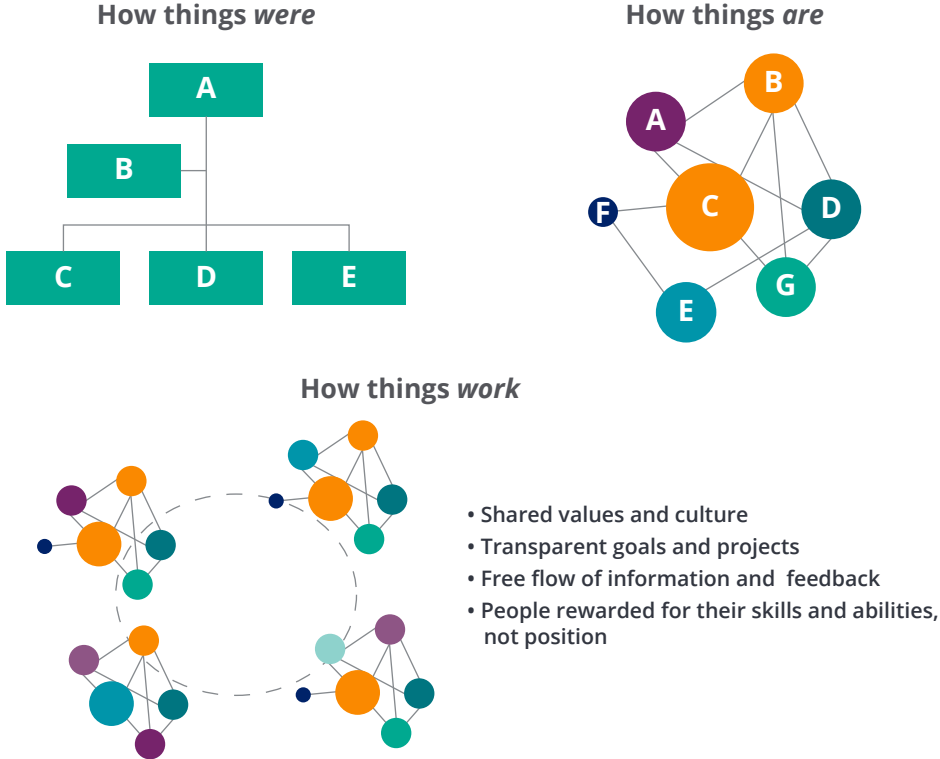 How things were
A
B
C
D
E
How things are
B
A
C
D
F
G
E
How things work
• Shared values and culture
• Transparent goals and projects
• Free flow of information and  feedback
• People rewarded for their skills and abilities,
not position